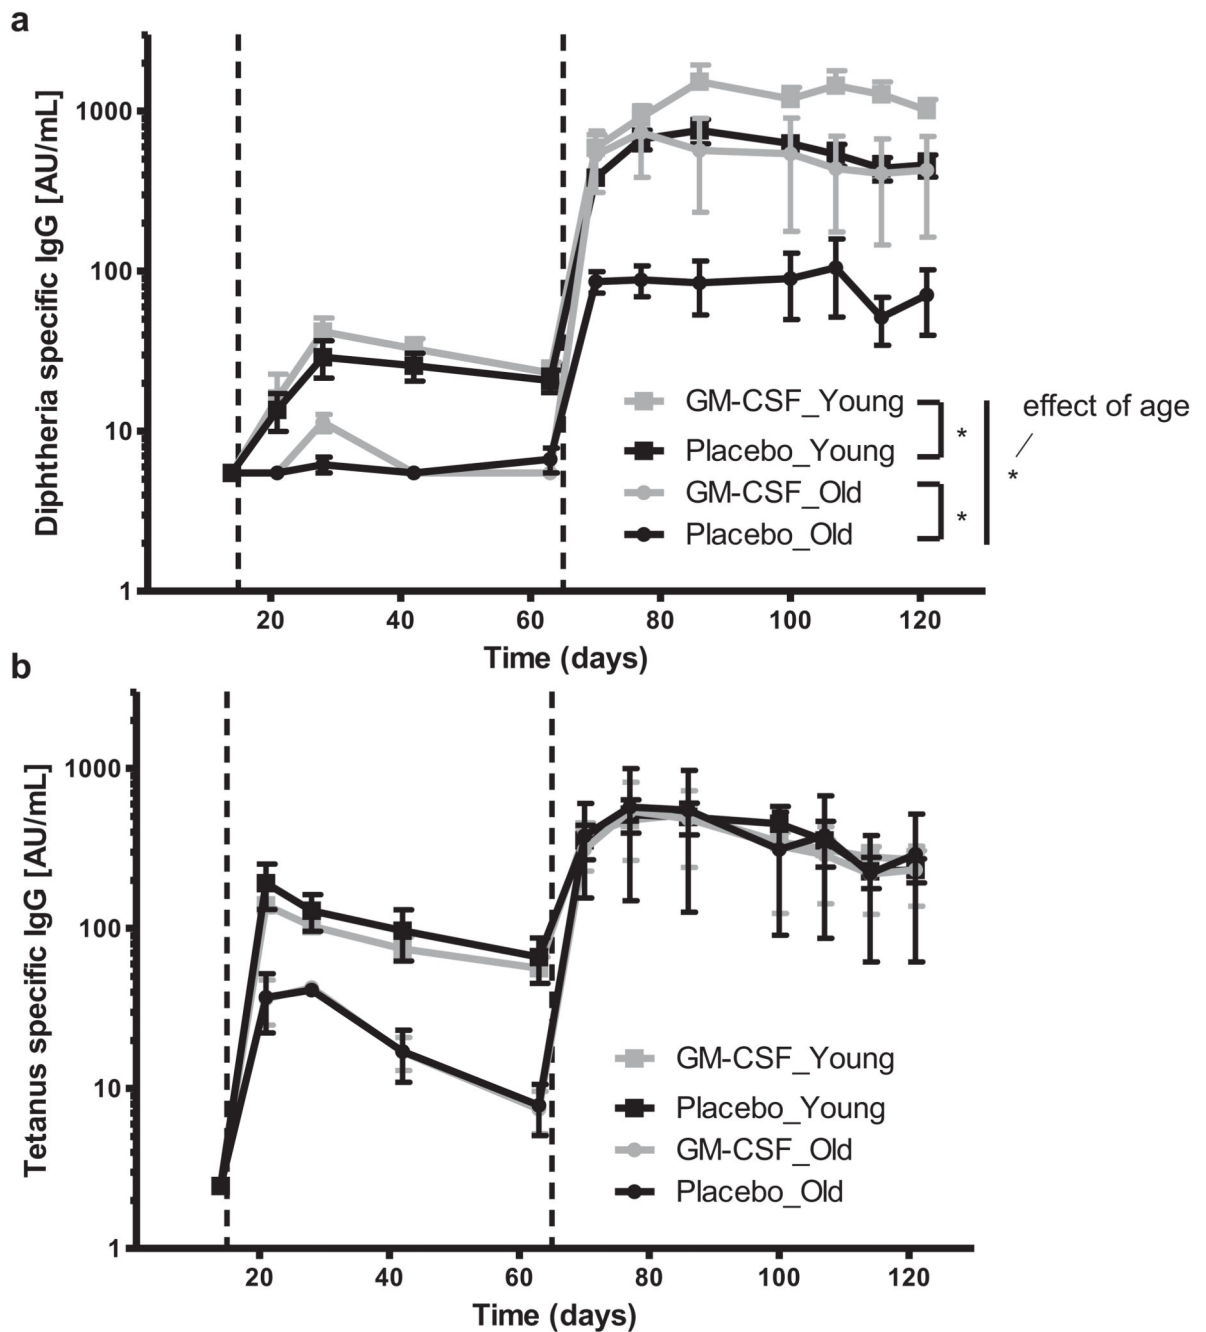 a
Diphtheria specific IgG [AU/mL]
1000
100
10
1
GM-CSF_Young
Placebo_Young
GM-CSF_Old
Placebo_Old
*
*
*
effect of age
20 40 60 80 100 120
Time (days)
b
Tetanus specific IgG [AU/mL]
1000
100
10
1
GM-CSF_Young
Placebo_Young
GM-CSF_Old
Placebo_Old
20 40 60 80 100 120
Time (days)